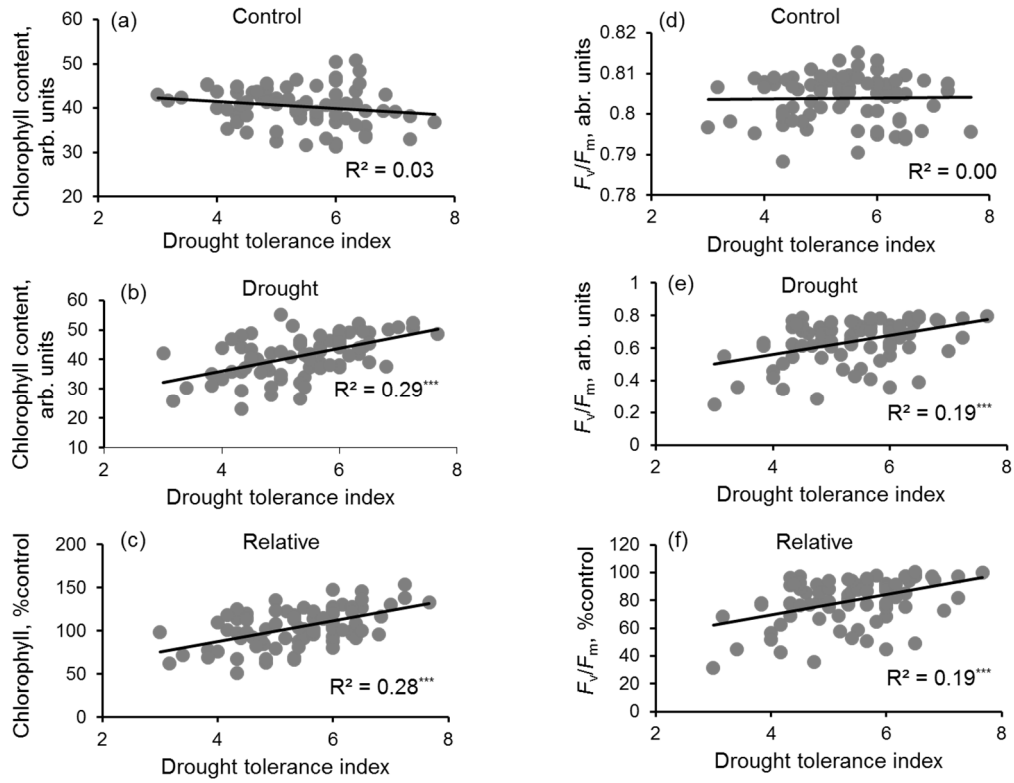 (a)
Control
Chlorophyll content,
arb. units
60
50
40
30
20
R² = 0.03
2 4 6 8
Drought tolerance index
(d)
Control
Fv/Fm, abr. units
0.82
0.81
0.8
0.79
0.78
R² = 0.00
2 4 6 8
Drought tolerance index
(b)
Drought
Chlorophyll content,
arb. units
60
50
40
30
20
10
R² = 0.29***
2 4 6 8
Drought tolerance index
(e)
Drought
Fv/Fm, arb. units
1
0.8
0.6
0.4
0.2
0
R² = 0.19***
2 4 6 8
Drought tolerance index
(c)
Relative
Chlorophyll, %control
200
150
100
50
0
R² = 0.28***
2 4 6 8
Drought tolerance index
(f)
Relative
Fv/Fm, %control
120
100
80
60
40
20
0
R² = 0.19***
2 4 6 8
Drought tolerance index